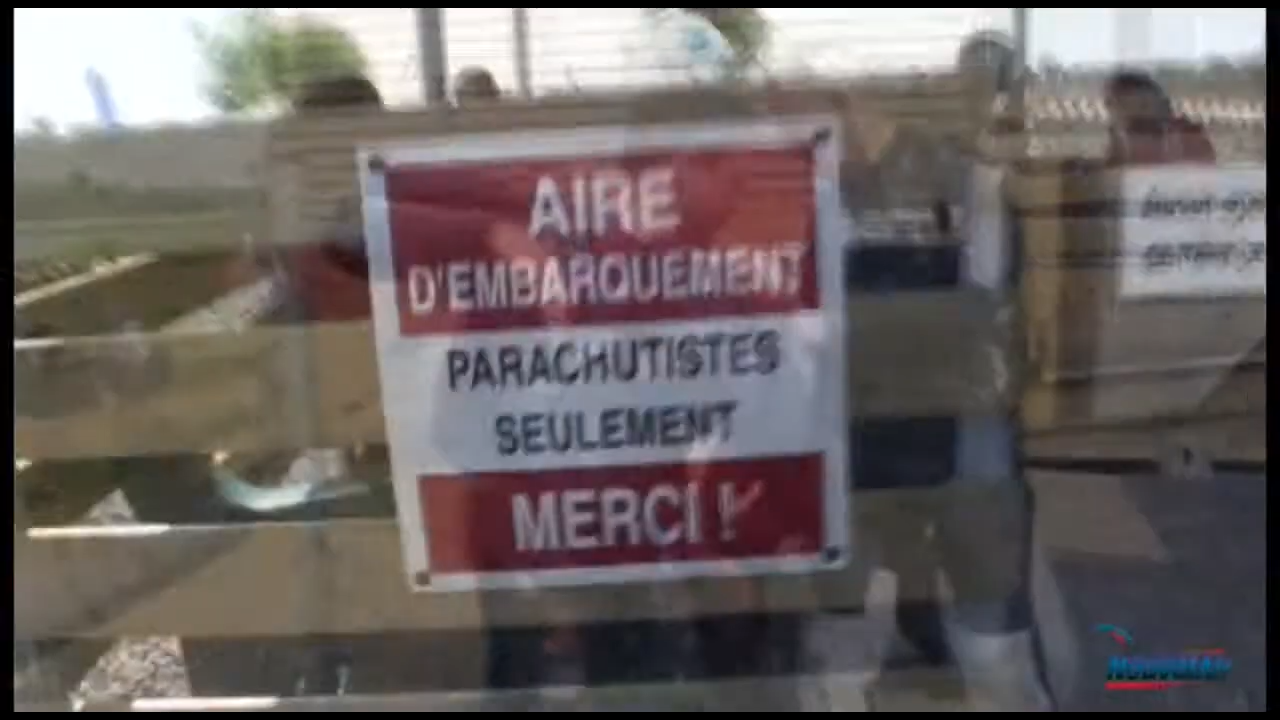 AIRE
D'EMBARQUEMENT
PARACHUTISTES
SEULEMENT
MERCI !